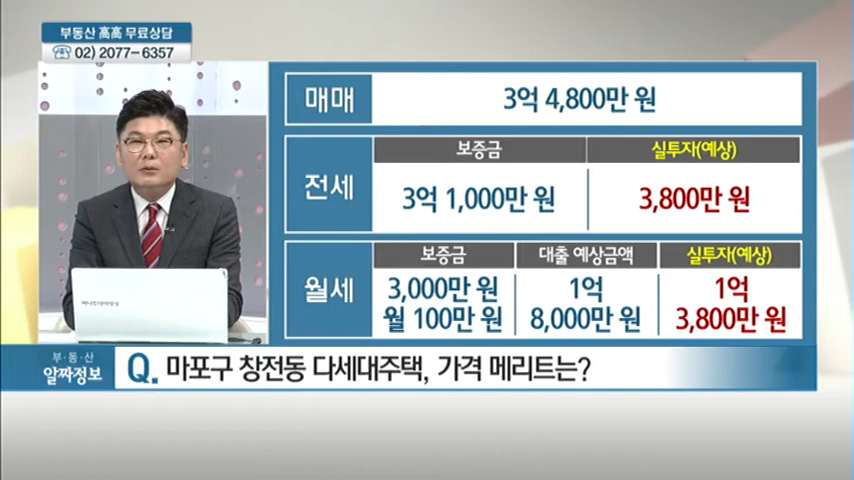 부동산 高高 무료상담
☎ 02) 2077-6357
매매
3억 4,800만 원
전세
보증금
실투자(예상)
3억 1,000만 원
3,800만 원
월세
보증금
대출 예상금액
실투자(예상)
3,000만 원
월 100만 원
1억
8,000만 원
1억
3,800만 원
부·동·산
알짜정보
Q. 마포구 창전동 다세대주택, 가격 메리트는?